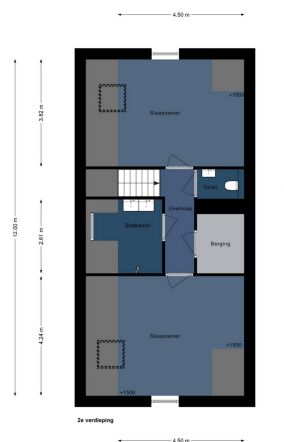 4.50 m
+1500
3.82 m
Slaapkamer
12.00 m
Toilet
Overloop
Badkamer
2.61 m
Berging
4.24 m
Slaapkamer
+1500
+1500
2e verdieping
4.50 m